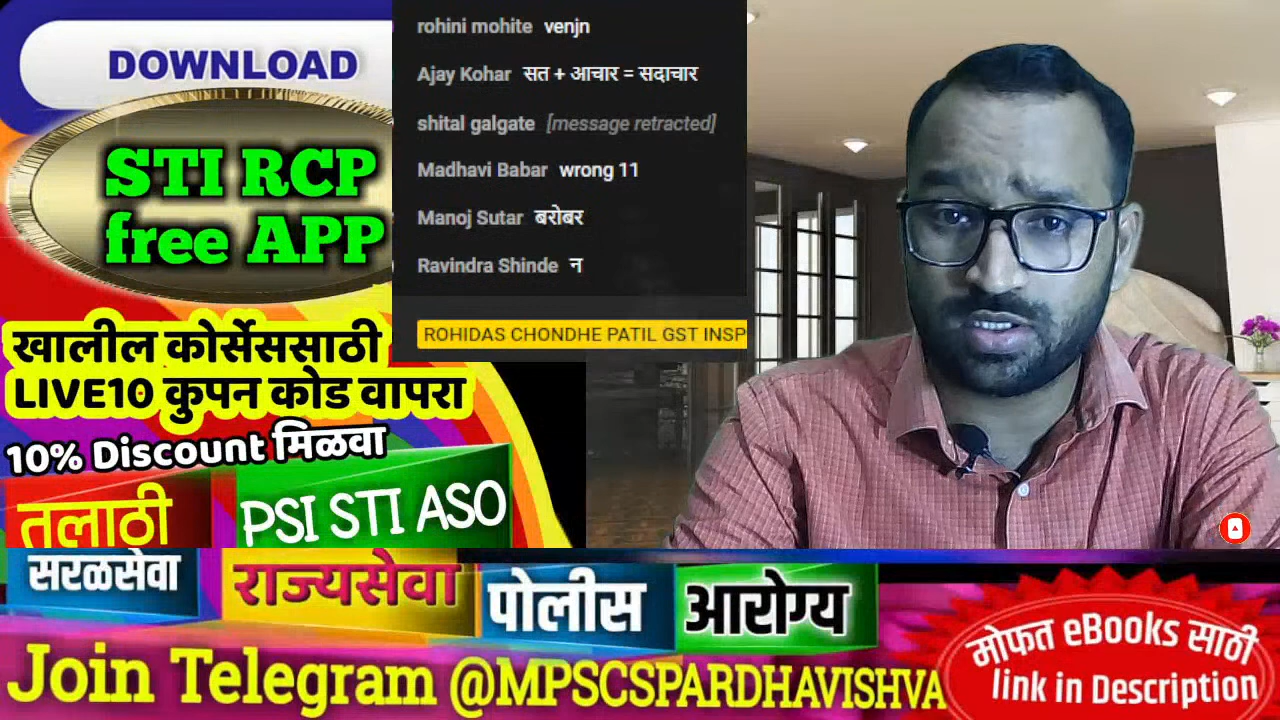 DOWNLOAD
STI RCP
free APP
खालील कोर्सेससाठी
LIVE10 कुपन कोड वापरा
10% Discount मिळवा
तलाठी
PSI STI ASO
सरळसेवा
राज्यसेवा
पोलीस
आरोग्य
Join Telegram @MPSCSPARDHAVISHVA
rohini mohite venjn
Ajay Kohar सत + आचार = सदाचार
shital galgate [message retracted]
Madhavi Babar wrong 11
Manoj Sutar बरोबर
Ravindra Shinde न
ROHIDAS CHONDHE PATIL GST INSP
मोफत eBooks साठी
link in Description